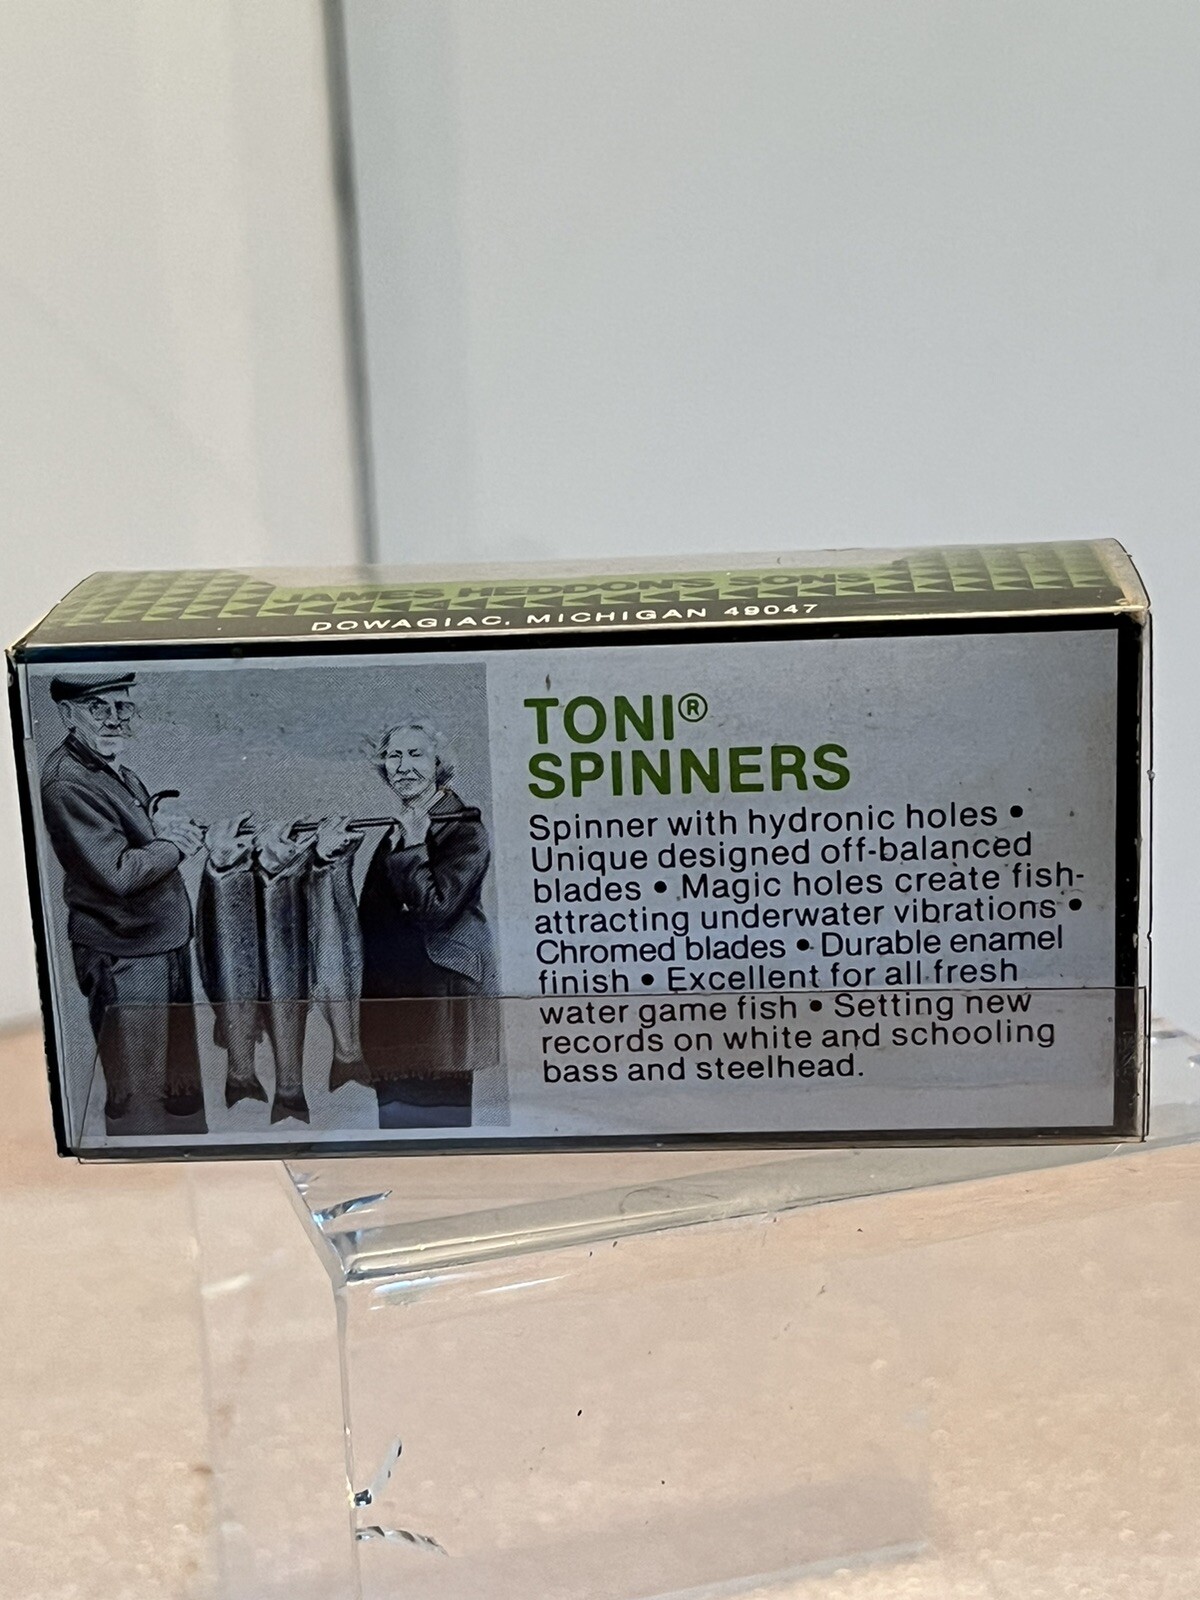 JAMES HEDDON'S SONS
DOWAGIAC, MICHIGAN 49047
TONI®
SPINNERS
Spinner with hydronic holes •
Unique designed off-balanced
blades • Magic holes create fish-
attracting underwater vibrations •
Chromed blades • Durable enamel
finish • Excellent for all fresh
water game fish • Setting new
records on white and schooling
bass and steelhead.